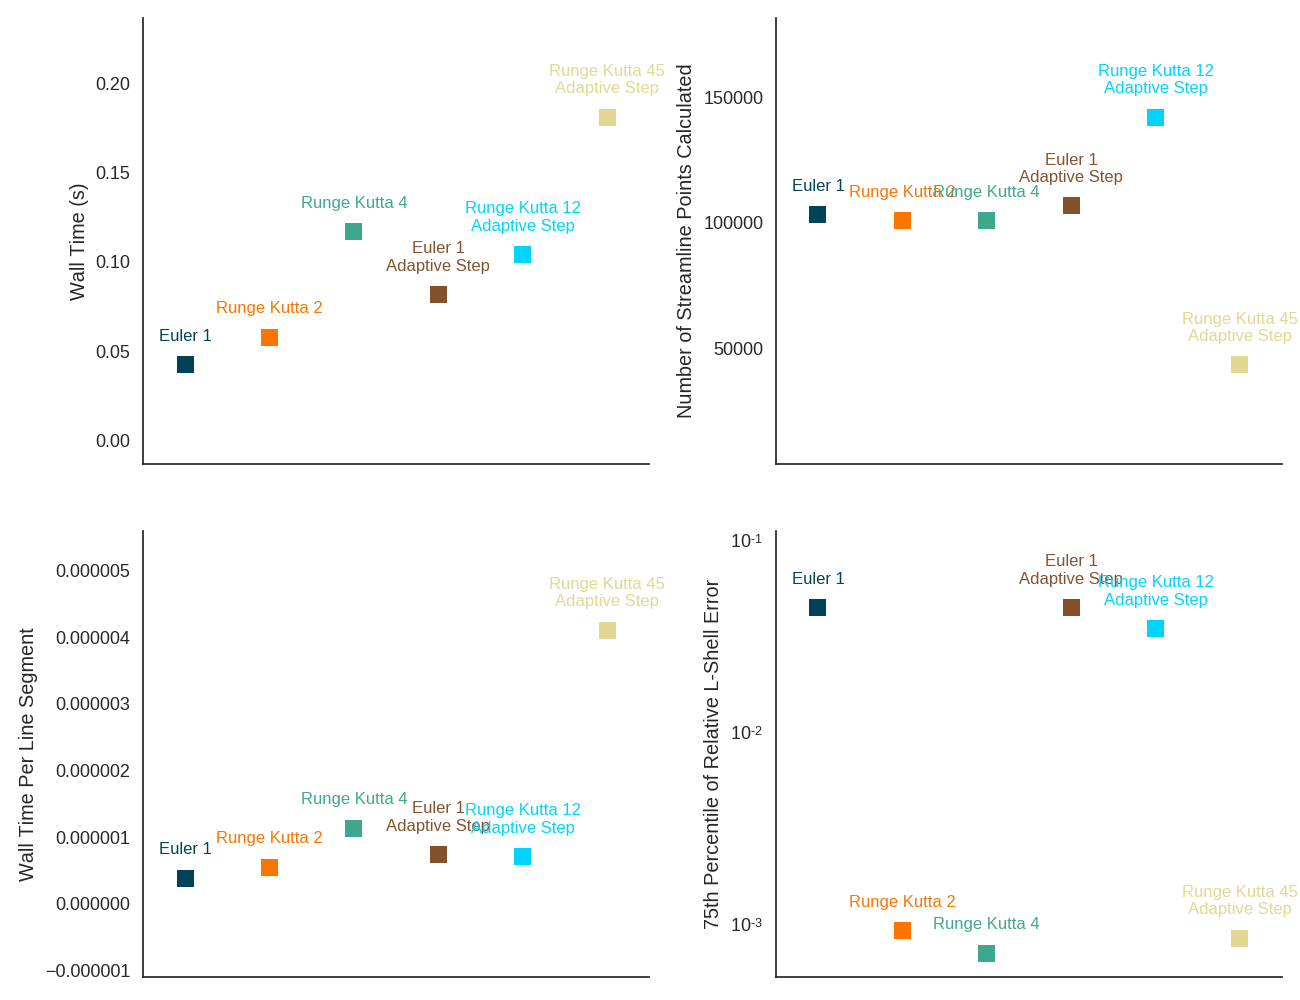 Wall Time (s)
0.20
0.15
0.10
0.05
0.00
Euler 1
Runge Kutta 2
Runge Kutta 4
Euler 1
Adaptive Step
Runge Kutta 12
Adaptive Step
Runge Kutta 45
Adaptive Step
Number of Streamline Points Calculated
150000
100000
50000
Euler 1
Runge Kutta 2
Runge Kutta 4
Euler 1
Adaptive Step
Runge Kutta 12
Adaptive Step
Runge Kutta 45
Adaptive Step
Wall Time Per Line Segment
0.000005
0.000004
0.000003
0.000002
0.000001
0.000000
−0.000001
Euler 1
Runge Kutta 2
Runge Kutta 4
Euler 1
Adaptive Step
Runge Kutta 12
Adaptive Step
Runge Kutta 45
Adaptive Step
75th Percentile of Relative L-Shell Error
10-1
10-2
10-3
Euler 1
Runge Kutta 2
Runge Kutta 4
Euler 1
Adaptive Step
Runge Kutta 12
Adaptive Step
Runge Kutta 45
Adaptive Step